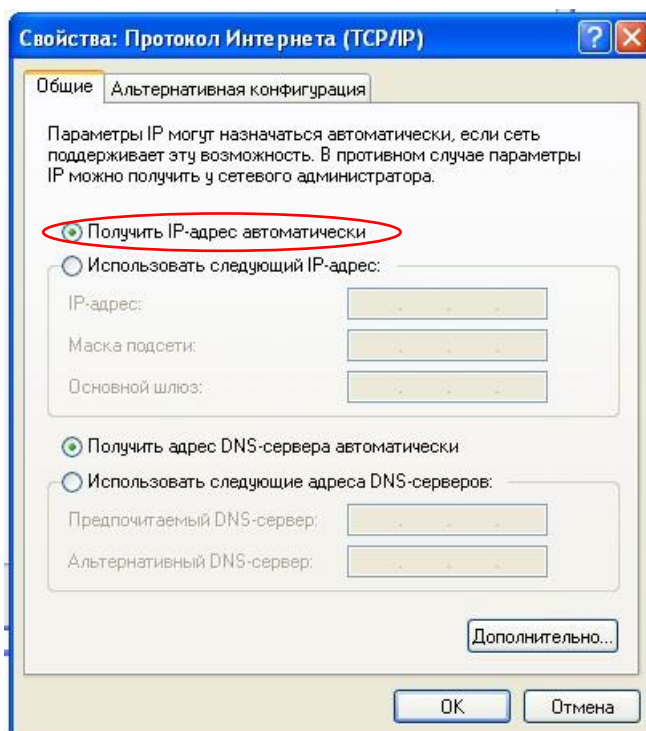 Свойства: Протокол Интернета (TCP/IP)
Общие
Альтернативная конфигурация
Параметры IP могут назначаться автоматически, если сеть
поддерживает эту возможность. В противном случае параметры
IP можно получить у сетевого администратора.
Получить IP-адрес автоматически
Использовать следующий IP-адрес:
IP-адрес:
Маска подсети:
Основной шлюз:
Получить адрес DNS-сервера автоматически
Использовать следующие адреса DNS-серверов:
Предпочитаемый DNS-сервер:
Альтернативный DNS-сервер:
Дополнительно...
OK
Отмена